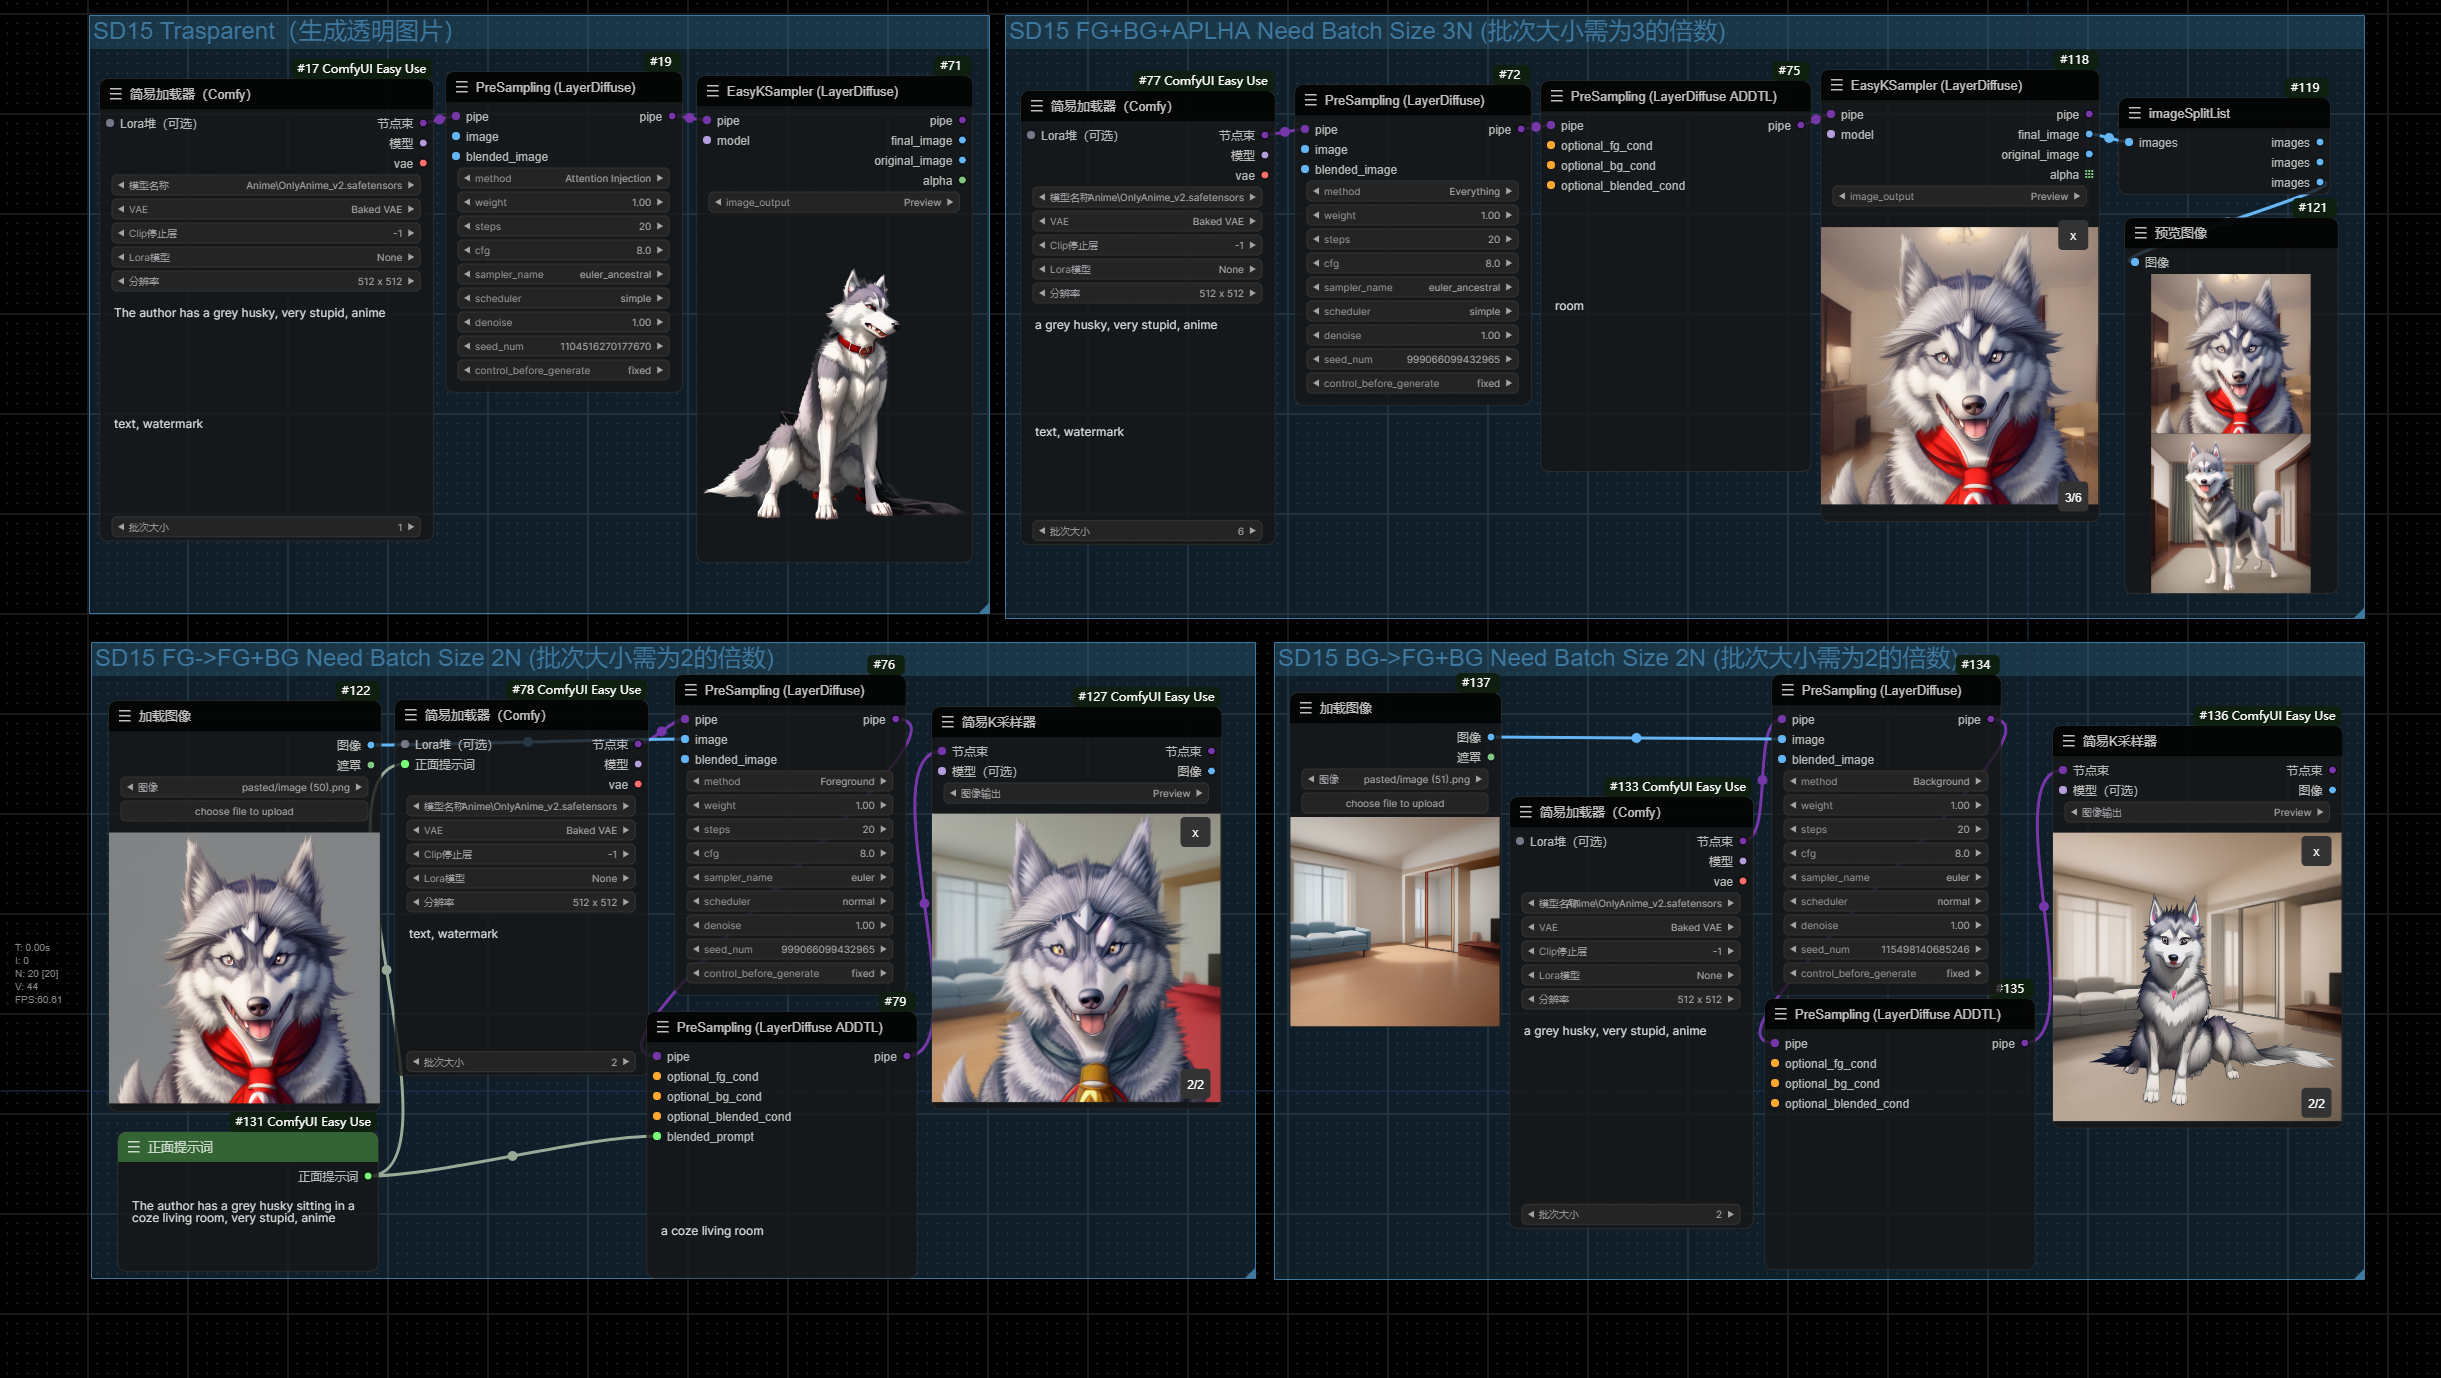 SD15 Trasparent（生成透明图片）
#17 ComfyUI Easy Use
简易加载器（Comfy）
Lora堆（可选）
节点束
模型
vae
模型名称 Anime\OnlyAnime_v2.safetensors
VAE Baked VAE
Clip停止层 -1
Lora模型 None
分辨率 512 x 512
The author has a grey husky, very stupid, anime
text, watermark
批次大小 1
#19
PreSampling (LayerDiffuse)
pipe pipe
image
blended_image
method Attention Injection
weight 1.00
steps 20
cfg 8.0
sampler_name euler_ancestral
scheduler simple
denoise 1.00
seed_num 1104516270177670
control_before_generate fixed
#71
EasyKSampler (LayerDiffuse)
pipe pipe
model final_image
original_image
alpha
image_output Preview
SD15 FG+BG+APLHA Need Batch Size 3N (批次大小需为3的倍数)
#77 ComfyUI Easy Use
简易加载器（Comfy）
Lora堆（可选） 节点束
模型
vae
模型名称Anime\OnlyAnime_v2.safetensors
VAE Baked VAE
Clip停止层 -1
Lora模型 None
分辨率 512 x 512
a grey husky, very stupid, anime
text, watermark
批次大小 6
#72
PreSampling (LayerDiffuse)
pipe pipe
image
blended_image
method Everything
weight 1.00
steps 20
cfg 8.0
sampler_name euler_ancestral
scheduler simple
denoise 1.00
seed_num 999066099432965
control_before_generate fixed
#75
PreSampling (LayerDiffuse ADDTL)
pipe pipe
optional_fg_cond
optional_bg_cond
optional_blended_cond
room
#118
EasyKSampler (LayerDiffuse)
pipe pipe
model final_image
original_image
alpha
image_output Preview
x
3/6
#119
imageSplitList
images images
images
images
#121
预览图像
图像
SD15 FG->FG+BG Need Batch Size 2N (批次大小需为2的倍数)
#122
加载图像
图像
遮罩
图像 pasted/image (50).png
choose file to upload
#131 ComfyUI Easy Use
正面提示词
正面提示词
The author has a grey husky sitting in a
coze living room, very stupid, anime
#78 ComfyUI Easy Use
简易加载器（Comfy）
Lora堆（可选） 节点束
正面提示词 模型
vae
模型名称Anime\OnlyAnime_v2.safetensors
VAE Baked VAE
Clip停止层 -1
Lora模型 None
分辨率 512 x 512
text, watermark
批次大小 2
#76
PreSampling (LayerDiffuse)
pipe pipe
image
blended_image
method Foreground
weight 1.00
steps 20
cfg 8.0
sampler_name euler
scheduler normal
denoise 1.00
seed_num 999066099432965
control_before_generate fixed
#79
PreSampling (LayerDiffuse ADDTL)
pipe pipe
optional_fg_cond
optional_bg_cond
optional_blended_cond
blended_prompt
a coze living room
#127 ComfyUI Easy Use
简易K采样器
节点束 节点束
模型（可选） 图像
图像输出 Preview
x
2/2
SD15 BG->FG+BG Need Batch Size 2N (批次大小需为2的倍数)
#137
加载图像
图像
遮罩
图像 pasted/image (51).png
choose file to upload
#133 ComfyUI Easy Use
简易加载器（Comfy）
Lora堆（可选） 节点束
模型
vae
模型名称Anime\OnlyAnime_v2.safetensors
VAE Baked VAE
Clip停止层 -1
Lora模型 None
分辨率 512 x 512
a grey husky, very stupid, anime
批次大小 2
#134
PreSampling (LayerDiffuse)
pipe pipe
image
blended_image
method Background
weight 1.00
steps 20
cfg 8.0
sampler_name euler
scheduler normal
denoise 1.00
seed_num 115498140685246
control_before_generate fixed
#135
PreSampling (LayerDiffuse ADDTL)
pipe pipe
optional_fg_cond
optional_bg_cond
optional_blended_cond
#136 ComfyUI Easy Use
简易K采样器
节点束 节点束
模型（可选） 图像
图像输出 Preview
x
2/2
T: 0.00s
I: 0
N: 20 [20]
V: 44
FPS:60.61